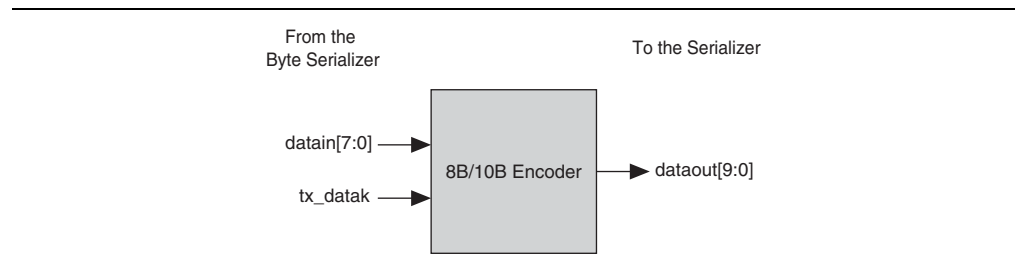 From the
Byte Serializer
To the Serializer
datain[7:0]
tx_datak
8B/10B Encoder
dataout[9:0]